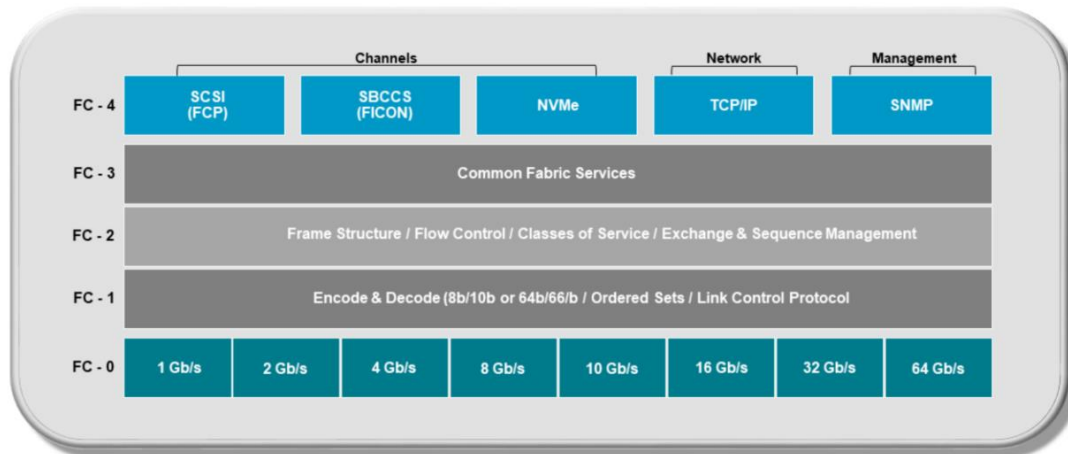 Channels
Network
Management
FC - 4
SCSI
(FCP)
SBCCS
(FICON)
NVMe
TCP/IP
SNMP
FC - 3
Common Fabric Services
FC - 2
Frame Structure / Flow Control / Classes of Service / Exchange & Sequence Management
FC - 1
Encode & Decode (8b/10b or 64b/66/b / Ordered Sets / Link Control Protocol
FC - 0
1 Gb/s
2 Gb/s
4 Gb/s
8 Gb/s
10 Gb/s
16 Gb/s
32 Gb/s
64 Gb/s